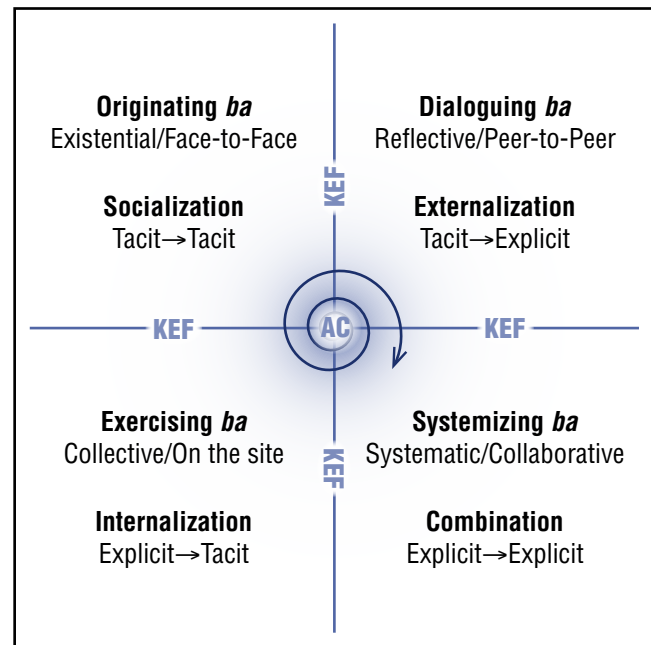 Originating ba
Existential/Face-to-Face
Socialization
Tacit→Tacit
Dialoguing ba
Reflective/Peer-to-Peer
Externalization
Tacit→Explicit
KEF
KEF
AC
KEF
KEF
Exercising ba
Collective/On the site
Internalization
Explicit→Tacit
Systemizing ba
Systematic/Collaborative
Combination
Explicit→Explicit